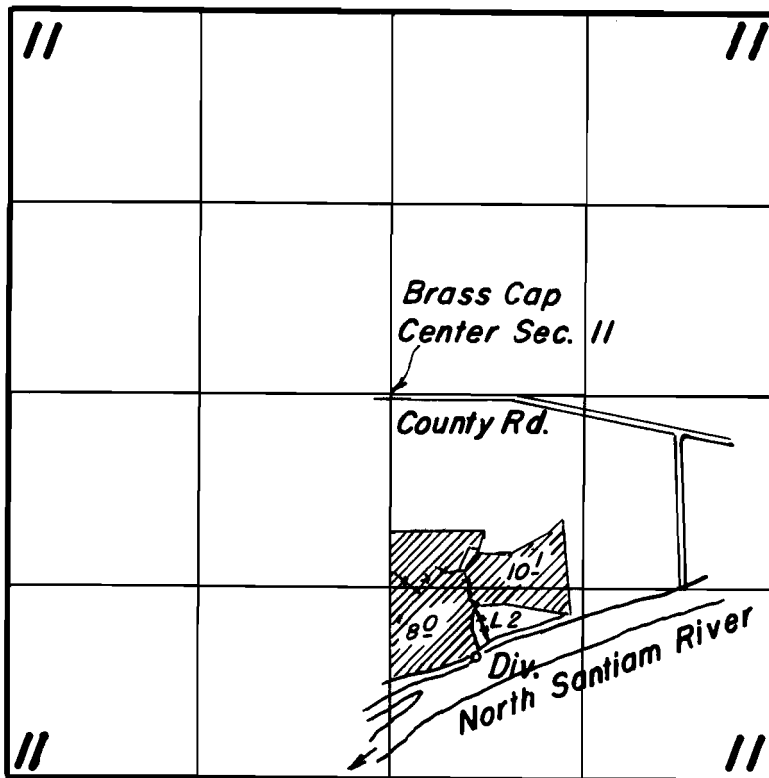 11 11
Brass Cap
Center Sec. 11
County Rd.
10.1
8.0
L2
Div.
North Santiam River
11 11